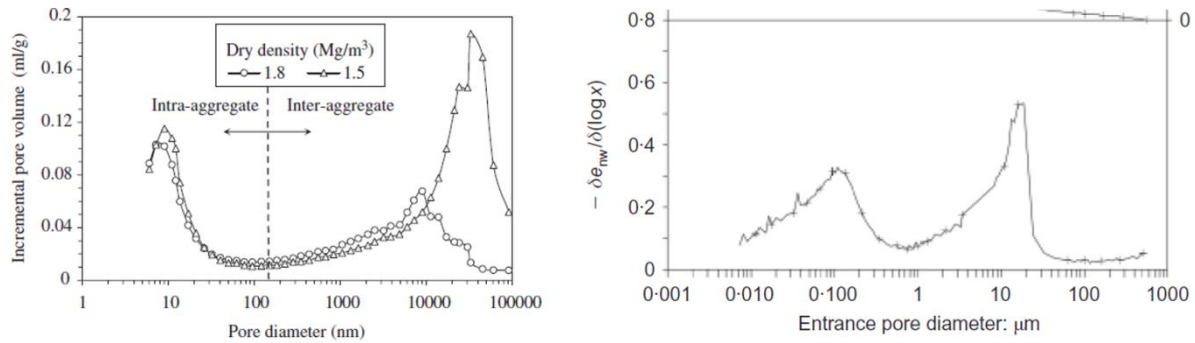 0.2
0.16
0.12
0.08
0.04
0
Incremental pore volume (ml/g)
Dry density (Mg/m³)
1.8 1.5
Intra-aggregate Inter-aggregate
1 10 100 1000 10000 100000
Pore diameter (nm)
0·8
0·6
0·4
0·2
0
0
− δeₙw/δ(logx)
0·001 0·010 0·100 1 10 100 1000
Entrance pore diameter: μm